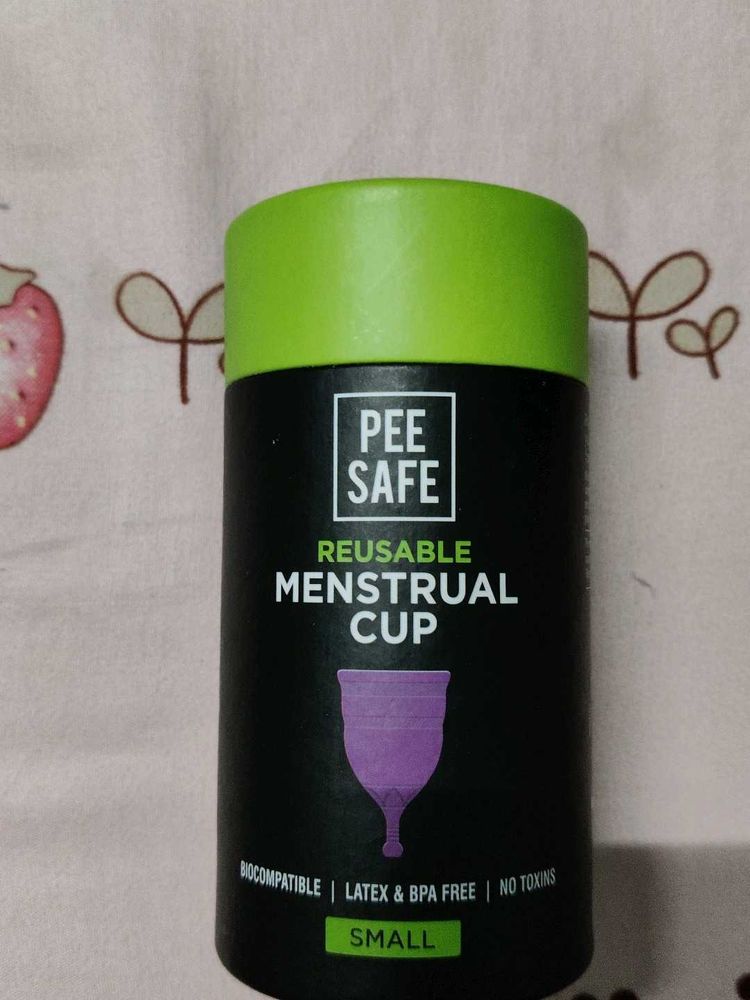 PEE
SAFE
REUSABLE
MENSTRUAL
CUP
BIOCOMPATIBLE | LATEX & BPA FREE | NO TOXINS
SMALL